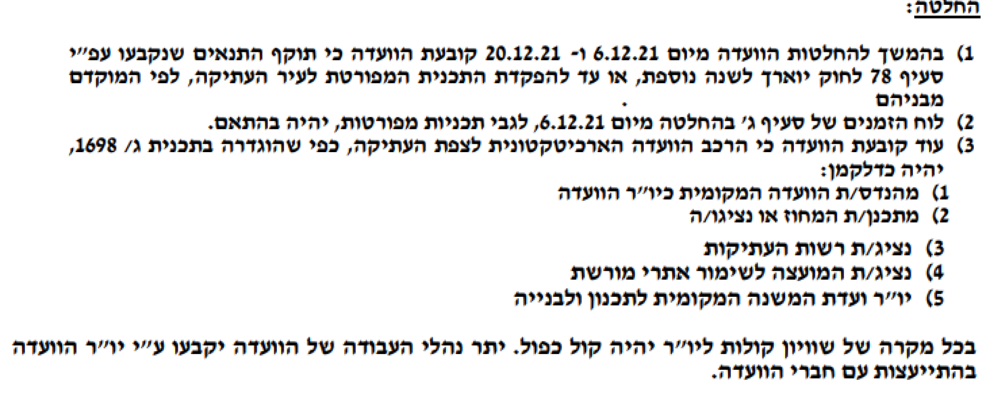 החלטה:
1) בהמשך להחלטות הוועדה מיום 6.12.21 ו- 20.12.21 קובעת הוועדה כי תוקף התנאים שנקבעו עפ״י
סעיף 78 לחוק יוארך לשנה נוספת, או עד להפקדת התכנית המפורטת לעיר העתיקה, לפי המוקדם
מבניהם .
2) לוח הזמנים של סעיף ג׳ בהחלטה מיום 6.12.21, לגבי תכניות מפורטות, יהיה בהתאם.
3) עוד קובעת הוועדה כי הרכב הוועדה הארכיטקטונית לצפת העתיקה, כפי שהוגדרה בתכנית ג/ 1698,
יהיה כדלקמן:
1) מהנדס/ת הוועדה המקומית כיו״ר הוועדה
2) מתכנן/ת המחוז או נציגו/ה
3) נציג/ת רשות העתיקות
4) נציג/ת המועצה לשימור אתרי מורשת
5) יו״ר ועדת המשנה המקומית לתכנון ולבנייה
בכל מקרה של שוויון קולות ליו״ר יהיה קול כפול. יתר נהלי העבודה של הוועדה יקבעו ע״י יו״ר הוועדה
בהתייעצות עם חברי הוועדה.